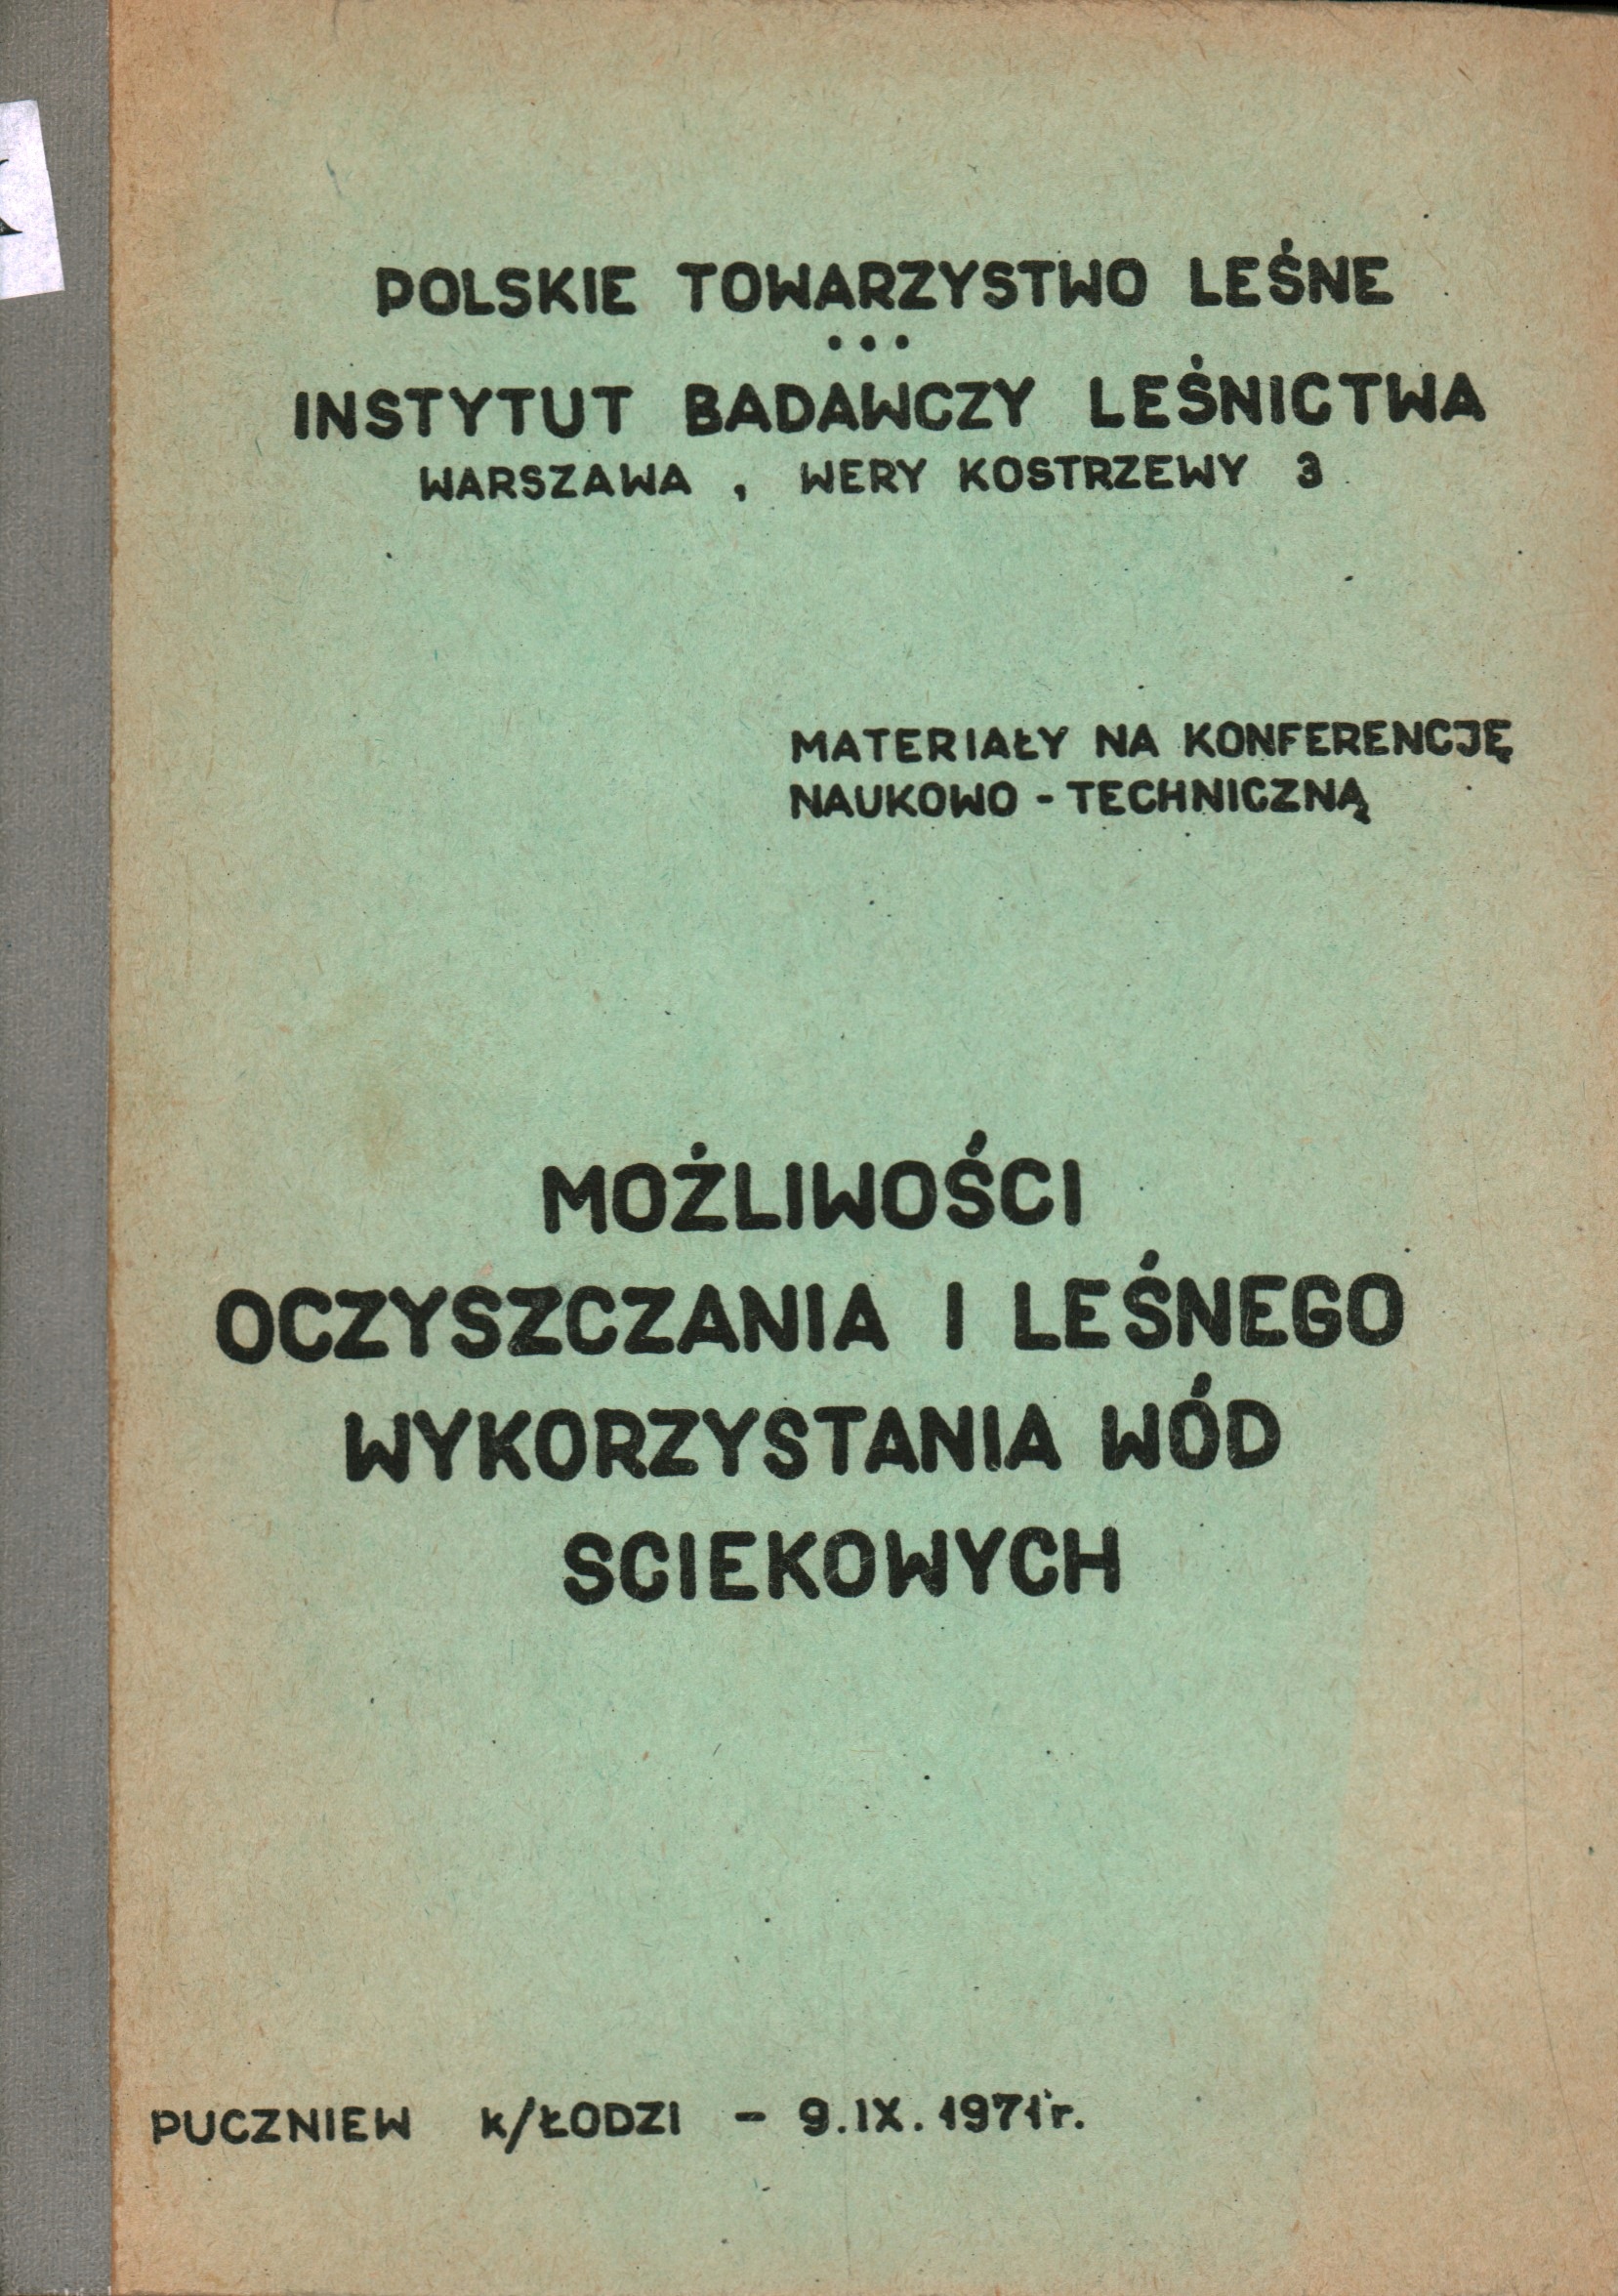 POLSKIE TOWARZYSTWO LEŚNE
...
INSTYTUT BADAWCZY LEŚNICTWA
WARSZAWA , WERY KOSTRZEWY 3
MATERIAŁY NA KONFERENCJĘ
NAUKOWO - TECHNICZNĄ
MOŻLIWOŚCI
OCZYSZCZANIA I LEŚNEGO
WYKORZYSTANIA WÓD
SCIEKOWYCH
PUCZNIEW K/ŁODZI - 9.IX.1971r.